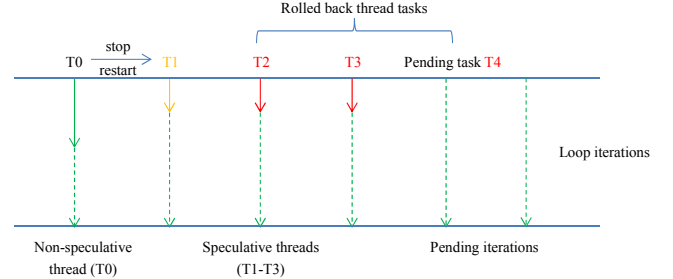 Rolled back thread tasks
T0 stop restart T1 T2 T3 Pending task T4
Loop iterations
Non-speculative thread (T0)
Speculative threads (T1-T3)
Pending iterations